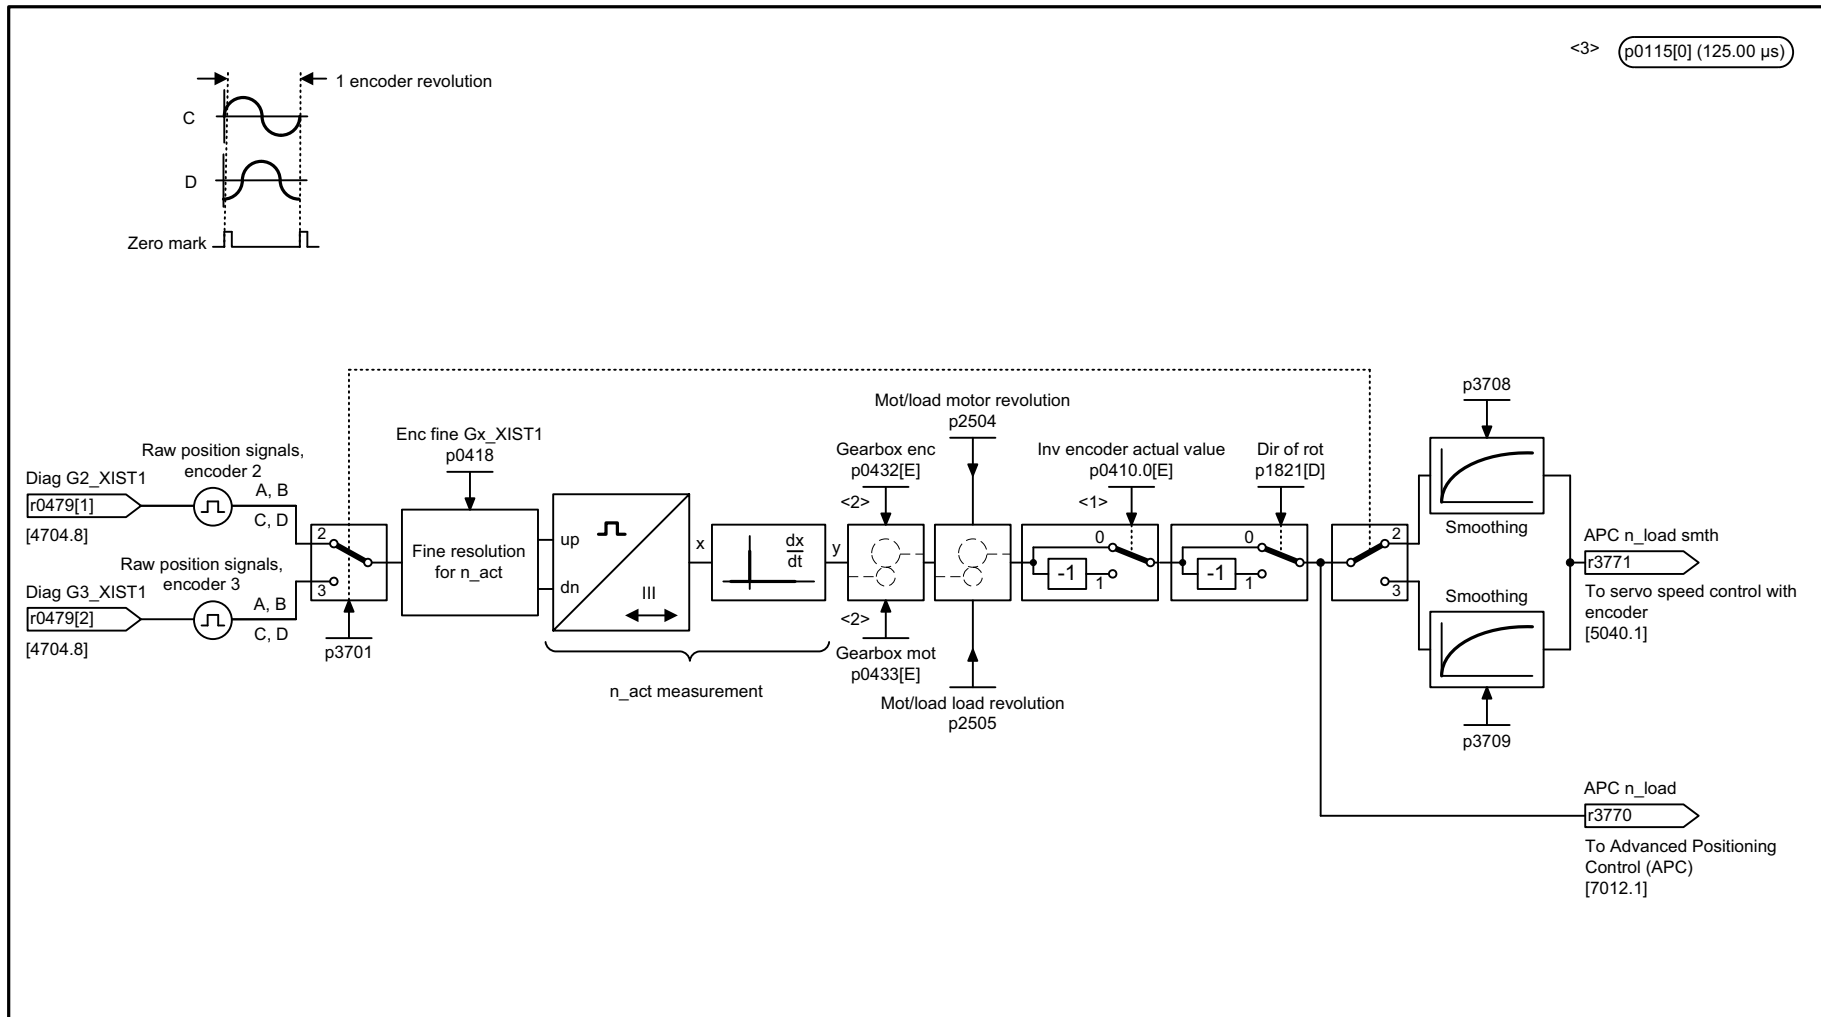 <3> p0115[0] (125.00 µs)
1 encoder revolution
C
D
Zero mark
Diag G2_XIST1
r0479[1]
[4704.8]
Raw position signals,
encoder 2
A, B
C, D
Diag G3_XIST1
r0479[2]
[4704.8]
Raw position signals,
encoder 3
A, B
C, D
2
3
p3701
Enc fine Gx_XIST1
p0418
Fine resolution
for n_act
up
dn
III
x
dx
dt
y
n_act measurement
Gearbox enc
p0432[E]
<2>
<2>
Gearbox mot
p0433[E]
Mot/load motor revolution
p2504
Mot/load load revolution
p2505
Inv encoder actual value
p0410.0[E]
<1>
0
-1
1
Dir of rot
p1821[D]
0
-1
1
2
3
p3708
Smoothing
Smoothing
p3709
APC n_load smth
r3771
To servo speed control with
encoder
[5040.1]
APC n_load
r3770
To Advanced Positioning
Control (APC)
[7012.1]